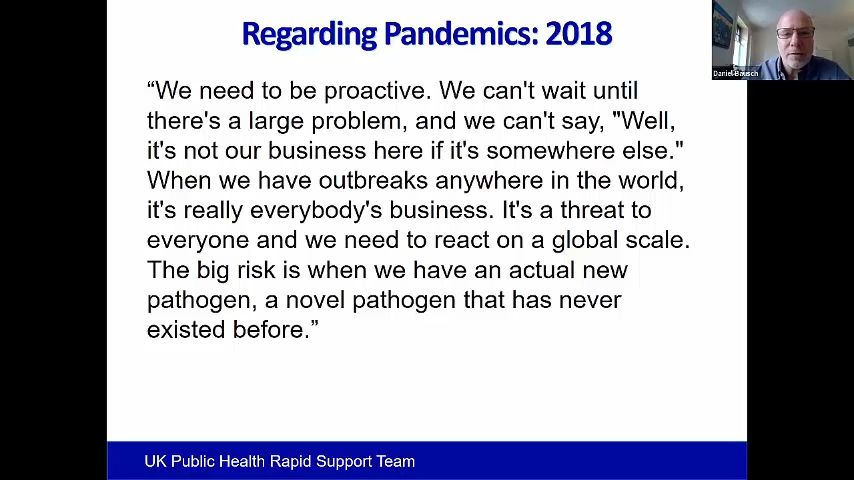 Regarding Pandemics: 2018
Daniel Bausch
“We need to be proactive. We can't wait until
there's a large problem, and we can't say, "Well,
it's not our business here if it's somewhere else."
When we have outbreaks anywhere in the world,
it's really everybody's business. It's a threat to
everyone and we need to react on a global scale.
The big risk is when we have an actual new
pathogen, a novel pathogen that has never
existed before.”
UK Public Health Rapid Support Team